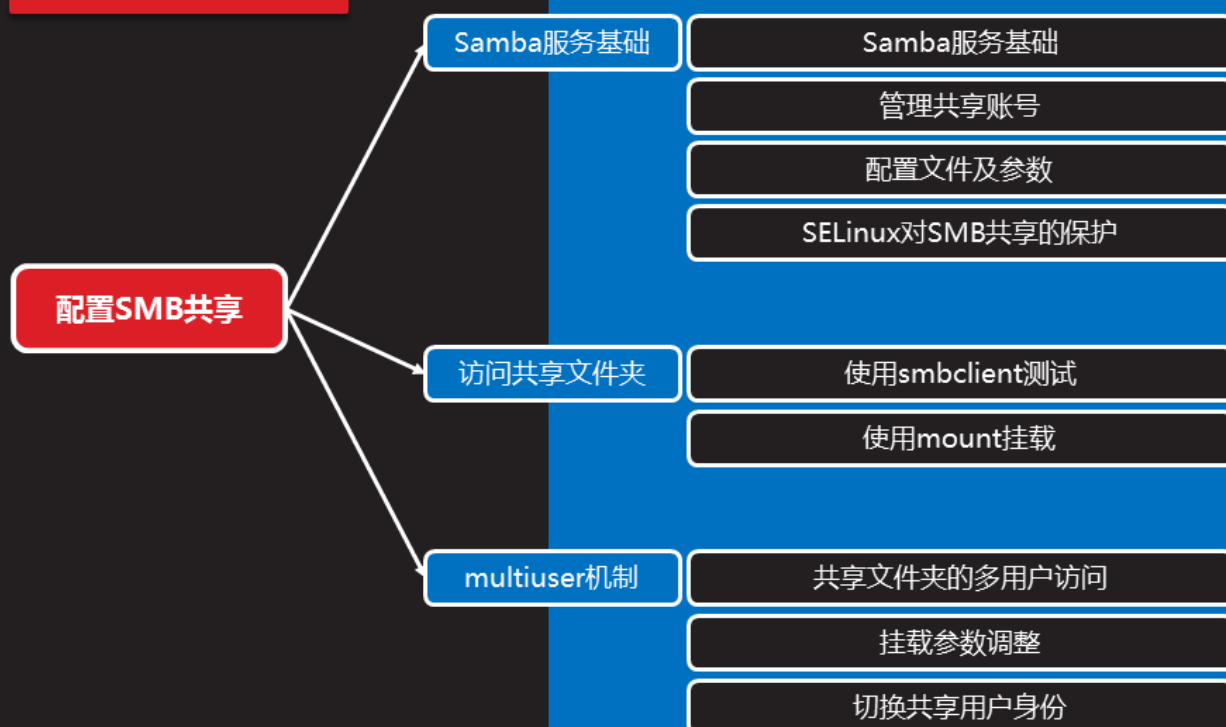 配置SMB共享
Samba服务基础
Samba服务基础
管理共享账号
配置文件及参数
SELinux对SMB共享的保护
访问共享文件夹
使用smbclient测试
使用mount挂载
multiuser机制
共享文件夹的多用户访问
挂载参数调整
切换共享用户身份